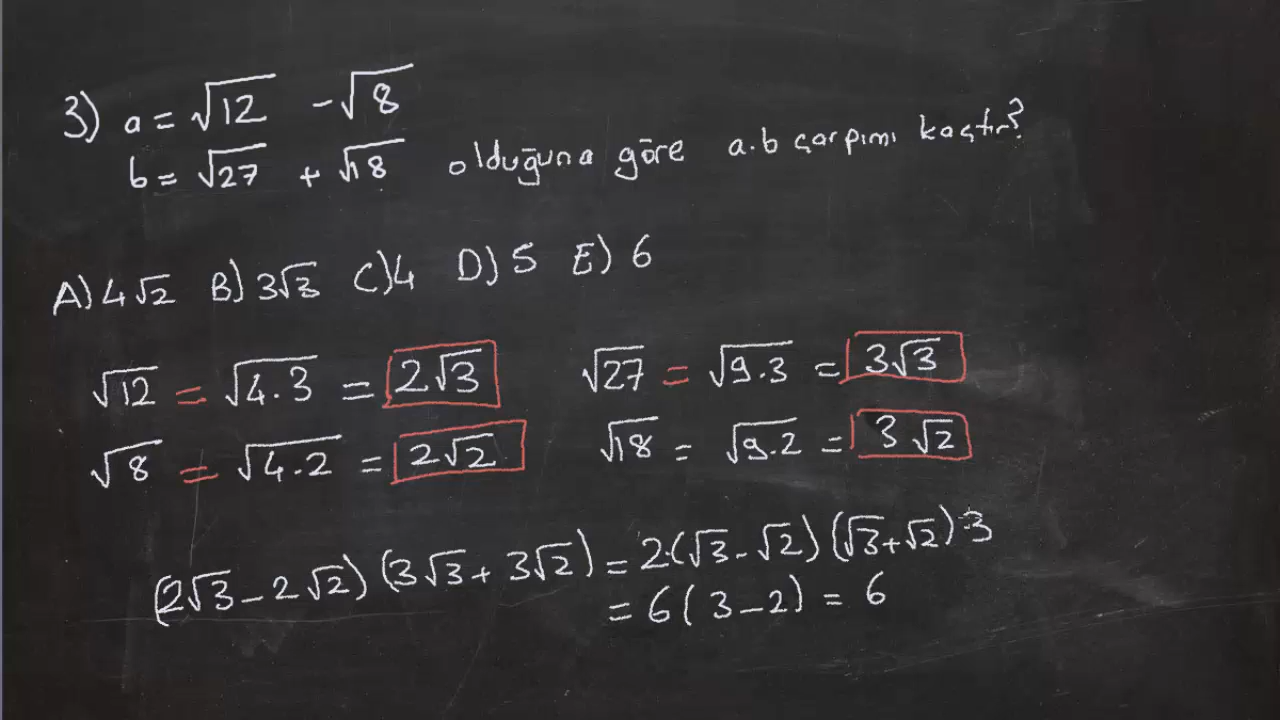 3) a = √12 - √8
b = √27 + √18 olduğuna göre a.b çarpımı kaçtır?
A) 4√2 B) 3√3 C) 4 D) 5 E) 6
√12 = √4.3 = 2√3 √27 = √9.3 = 3√3
√8 = √4.2 = 2√2 √18 = √9.2 = 3√2
(2√3 - 2√2) (3√3 + 3√2) = 2.(√3 - √2) (√3 + √2).3
= 6(3 - 2) = 6